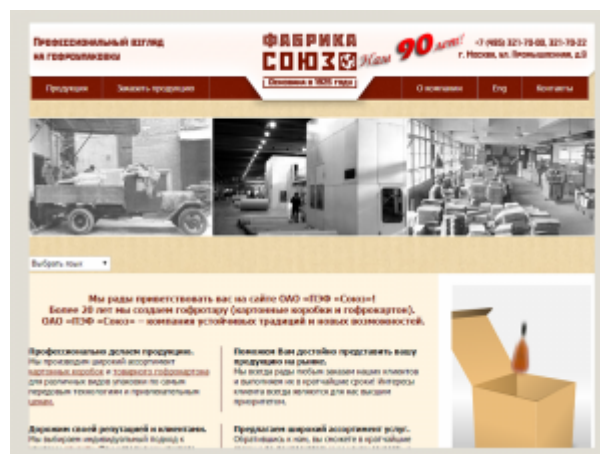 Профессиональный взгляд
на гофроупаковку
ФАБРИКА
СОЮЗ
Основана в 1925 году
Нам 90 лет!
+7 (495) 321-79-00, 321-79-22
г. Москва, ул. Промышленная, д.8
Продукция
Заказать продукцию
О компании
Eng
Контакты
Выбрать язык
Мы рады приветствовать вас на сайте ОАО «ПЭФ «Союз»!
Более 20 лет мы создаем гофротару (картонные коробки и гофрокартон).
ОАО «ПЭФ «Союз» – компания устойчивых традиций и новых возможностей.
Профессионально делаем продукцию.
Мы производим широкий ассортимент
картонных коробок и товарного гофрокартона
для различных видов упаковки по самым
передовым технологиям и привлекательным
ценам.
Поможем Вам достойно представить вашу
продукцию на рынке.
Мы всегда рады любым заказам наших клиентов
и выполняем их в кратчайшие сроки! Интересы
клиента всегда являются для нас высшим
приоритетом.
Дорожим своей репутацией и клиентами.
Мы выбираем индивидуальный подход к
Предлагаем широкий ассортимент услуг.
Обратившись к нам, вы сможете в кратчайшие